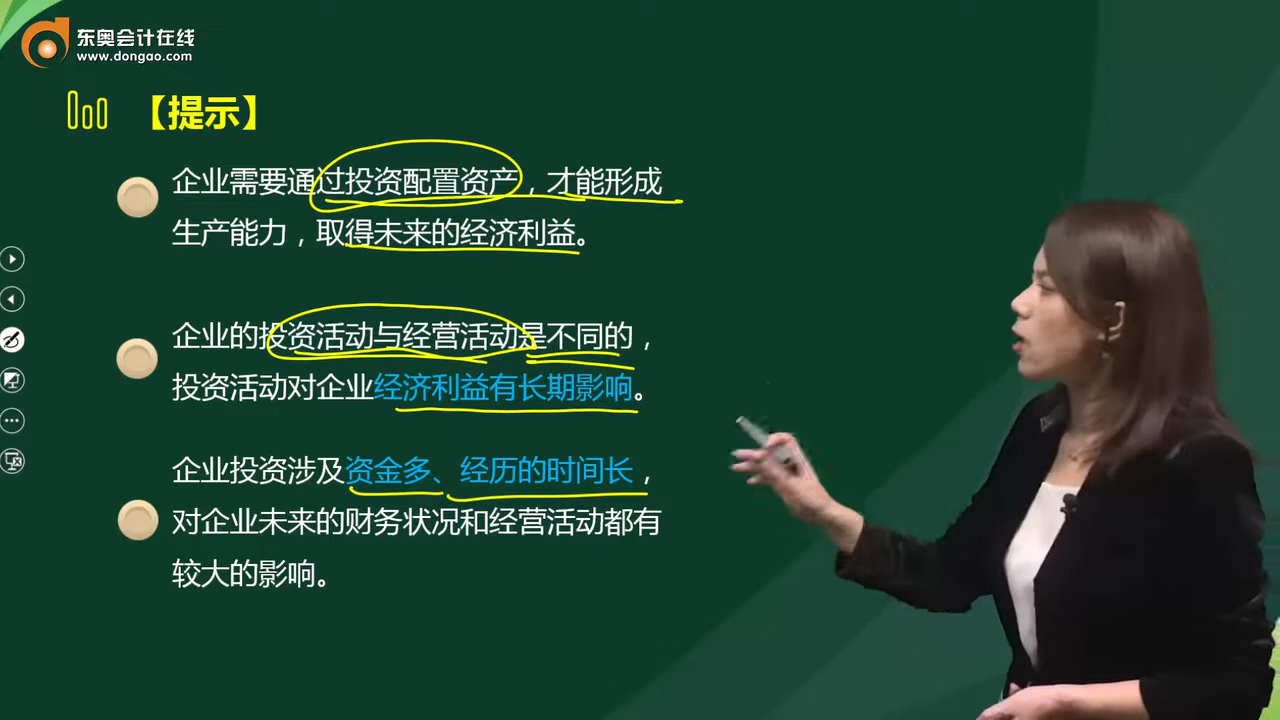 东奥会计在线
www.dongao.com
【提示】
企业需要通过投资配置资产，才能形成
生产能力，取得未来的经济利益。
企业的投资活动与经营活动是不同的，
投资活动对企业经济利益有长期影响。
企业投资涉及资金多、经历的时间长，
对企业未来的财务状况和经营活动都有
较大的影响。